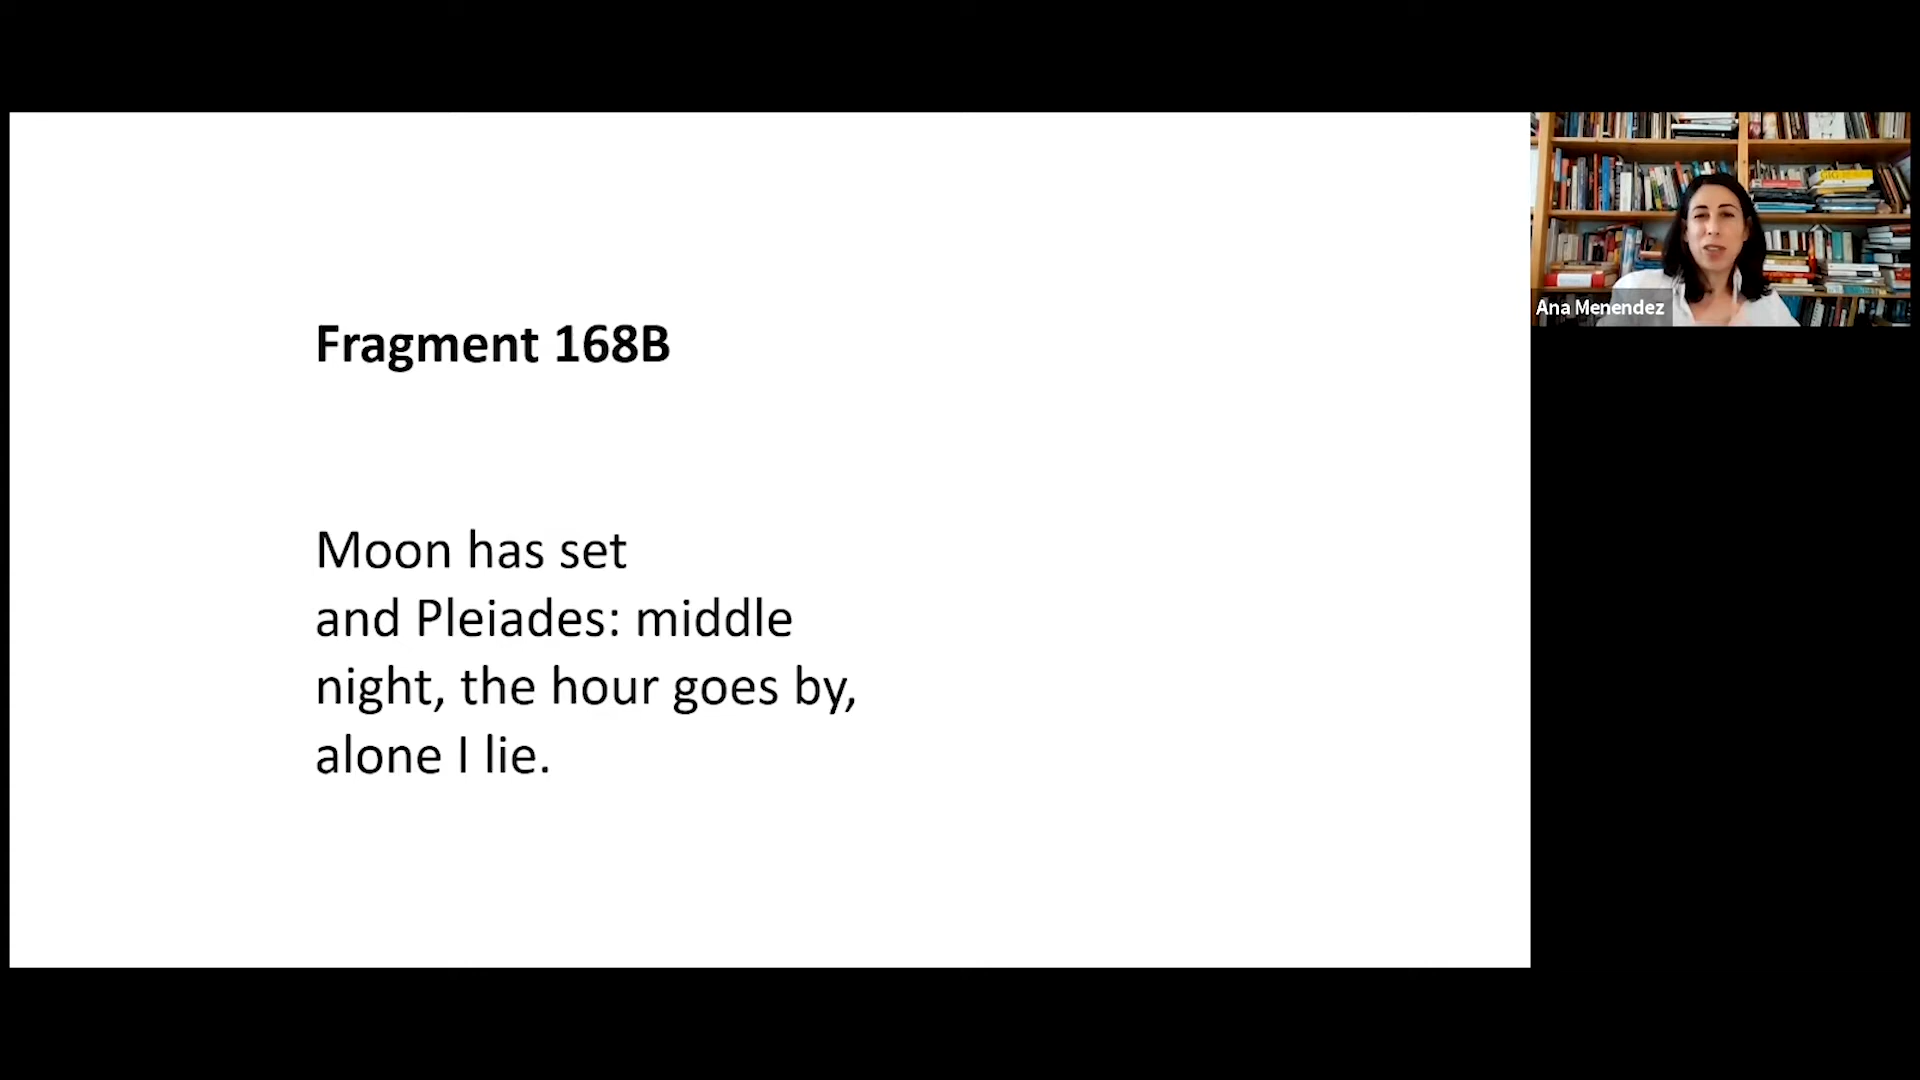 Fragment 168B
Moon has set
and Pleiades: middle
night, the hour goes by,
alone I lie.
Ana Menendez